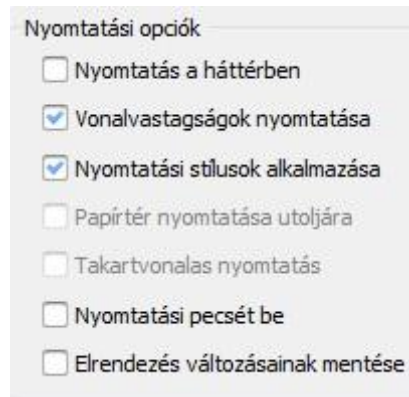 Nyomtatási opciók
Nyomtatás a háttérben
Vonalvastagságok nyomtatása
Nyomtatási stílusok alkalmazása
Papírtér nyomtatása utoljára
Takartvonalas nyomtatás
Nyomtatási pecsét be
Elrendezés változásainak mentése